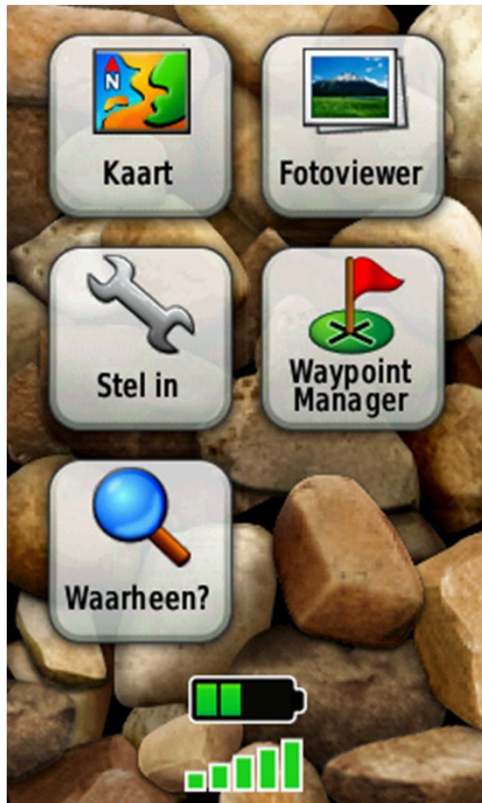 N
Kaart
Fotoviewer
Stel in
Waypoint
Manager
Waarheen?